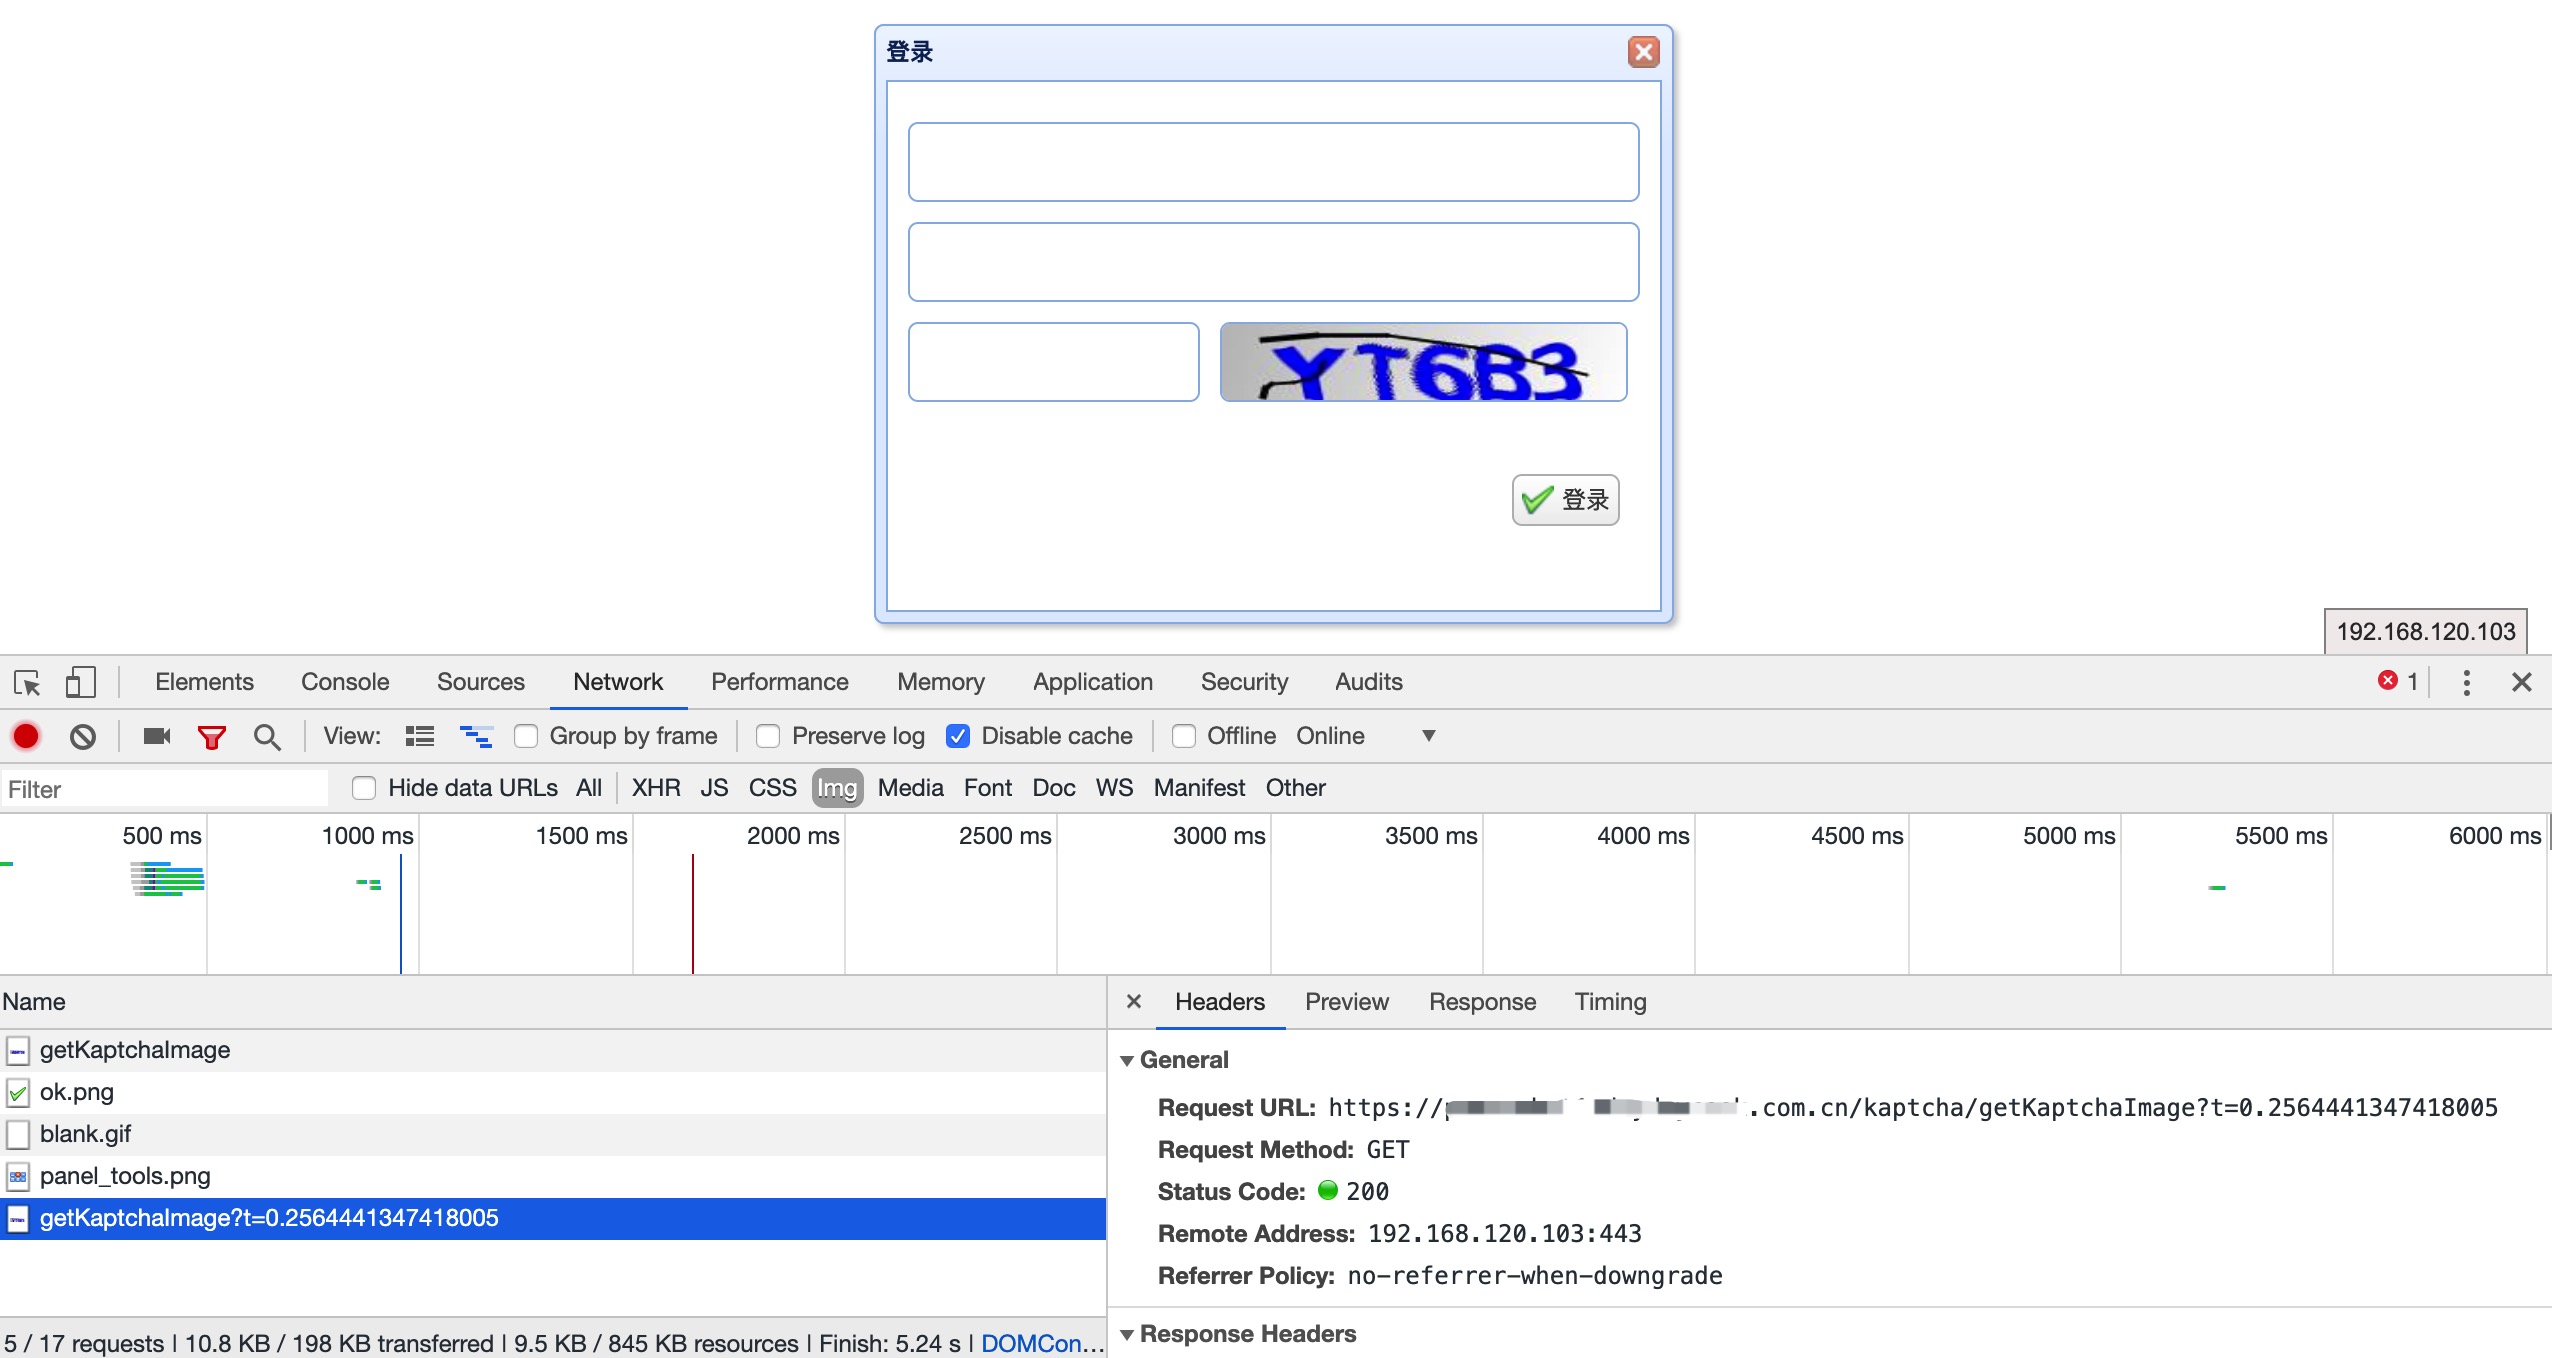 登录
YT6B3
登录
192.168.120.103
Elements Console Sources Network Performance Memory Application Security Audits 1
View: Group by frame Preserve log Disable cache Offline Online
Filter Hide data URLs All XHR JS CSS Img Media Font Doc WS Manifest Other
500 ms 1000 ms 1500 ms 2000 ms 2500 ms 3000 ms 3500 ms 4000 ms 4500 ms 5000 ms 5500 ms 6000 ms
Name
getKaptchaImage
ok.png
blank.gif
panel_tools.png
getKaptchaImage?t=0.2564441347418005
5 / 17 requests | 10.8 KB / 198 KB transferred | 9.5 KB / 845 KB resources | Finish: 5.24 s | DOMCon...
Headers Preview Response Timing
General
Request URL: https:// .com.cn/kaptcha/getKaptchaImage?t=0.2564441347418005
Request Method: GET
Status Code: 200
Remote Address: 192.168.120.103:443
Referrer Policy: no-referrer-when-downgrade
Response Headers